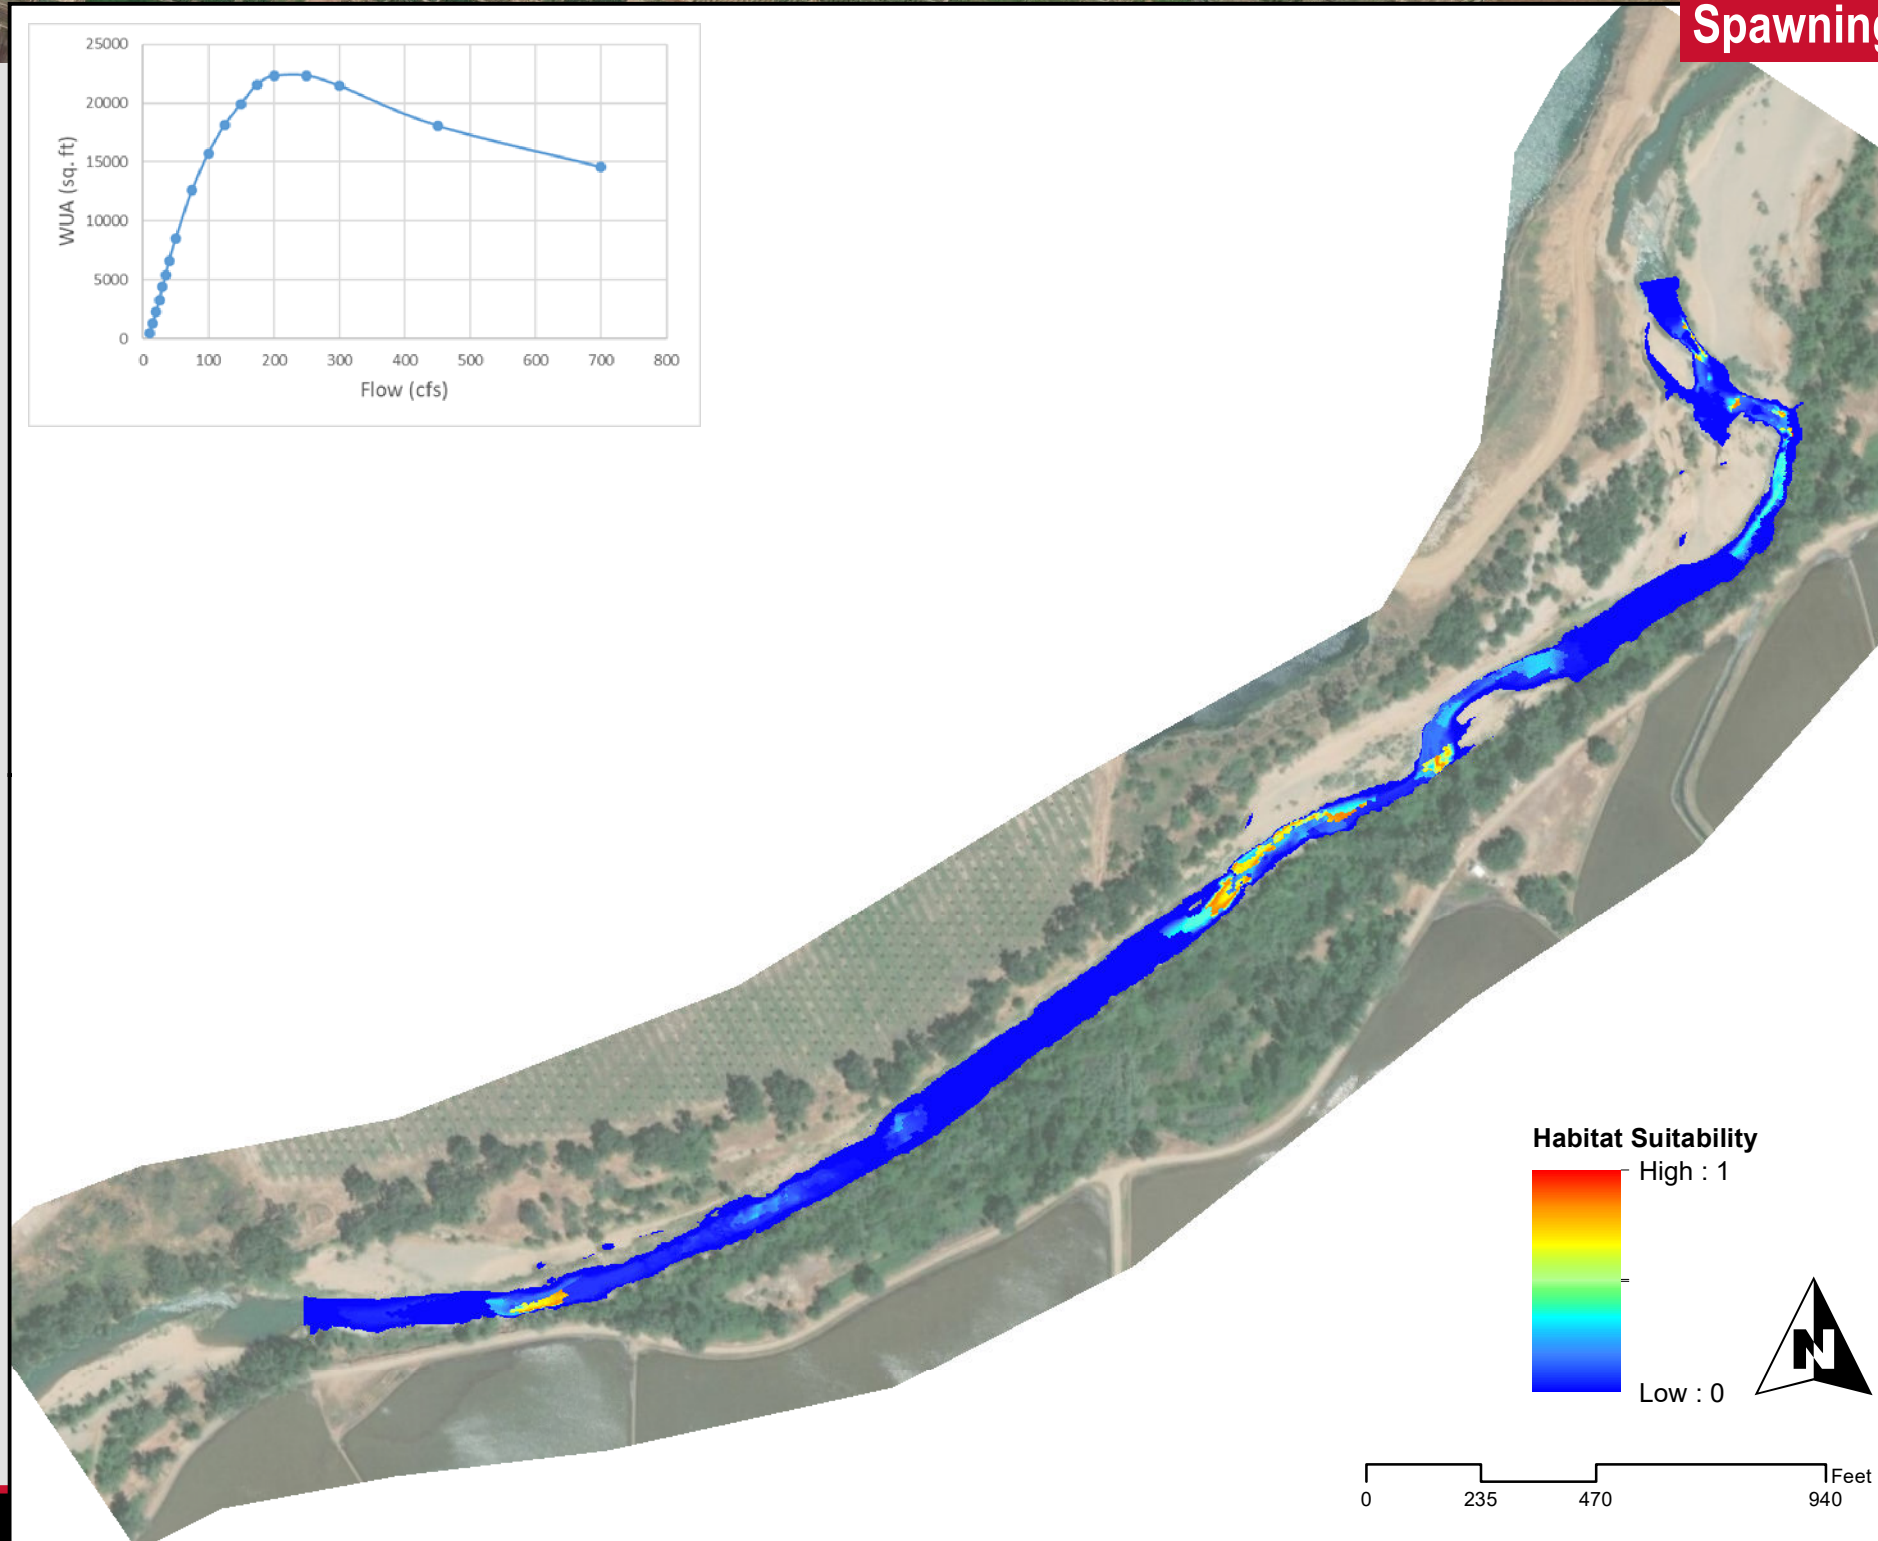 Spawning
25000
20000
15000
10000
5000
0
WUA (sq. ft)
0 100 200 300 400 500 600 700 800
Flow (cfs)
Habitat Suitability
High : 1
Low : 0
N
Feet
0 235 470 940